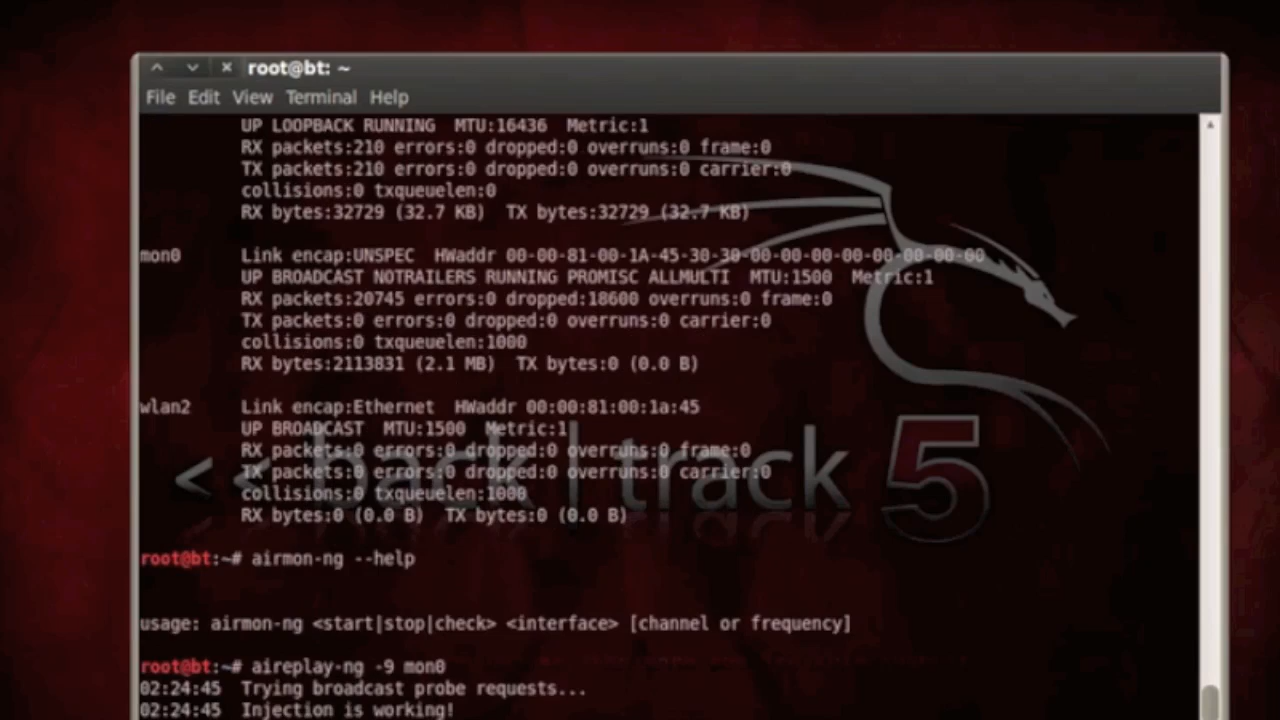 root@bt: ~
File Edit View Terminal Help
UP LOOPBACK RUNNING  MTU:16436  Metric:1
RX packets:210 errors:0 dropped:0 overruns:0 frame:0
TX packets:210 errors:0 dropped:0 overruns:0 carrier:0
collisions:0 txqueuelen:0
RX bytes:32729 (32.7 KB)  TX bytes:32729 (32.7 KB)
mon0      Link encap:UNSPEC  HWaddr 00-00-81-00-1A-45-30-30-00-00-00-00-00-00-00-00
UP BROADCAST NOTRAILERS RUNNING PROMISC ALLMULTI  MTU:1500  Metric:1
RX packets:20745 errors:0 dropped:18600 overruns:0 frame:0
TX packets:0 errors:0 dropped:0 overruns:0 carrier:0
collisions:0 txqueuelen:1000
RX bytes:2113831 (2.1 MB)  TX bytes:0 (0.0 B)
wlan2     Link encap:Ethernet  HWaddr 00:00:81:00:1a:45
UP BROADCAST  MTU:1500  Metric:1
RX packets:0 errors:0 dropped:0 overruns:0 frame:0
TX packets:0 errors:0 dropped:0 overruns:0 carrier:0
collisions:0 txqueuelen:1000
RX bytes:0 (0.0 B)  TX bytes:0 (0.0 B)
<< back | track 5
root@bt:~# airmon-ng --help
usage: airmon-ng <start|stop|check> <interface> [channel or frequency]
root@bt:~# aireplay-ng -9 mon0
02:24:45  Trying broadcast probe requests...
02:24:45  Injection is working!